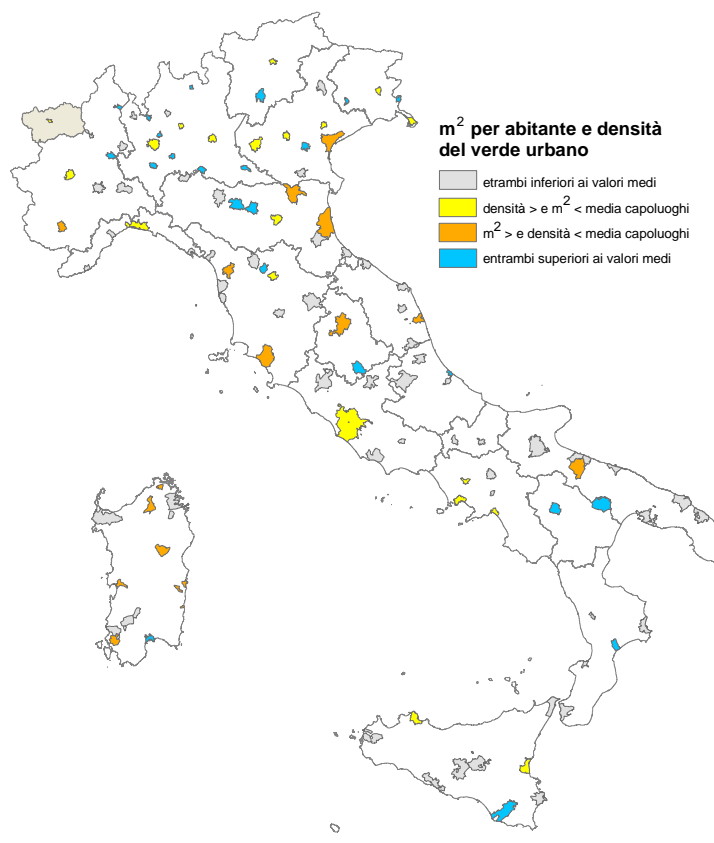 m² per abitante e densità
del verde urbano
etrambi inferiori ai valori medi
densità > e m² < media capoluoghi
m² > e densità < media capoluoghi
entrambi superiori ai valori medi